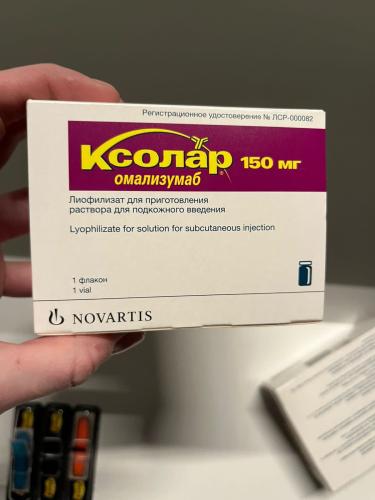 Регистрационное удостоверение № ЛСР-000082
Ксолар® 150 мг
омализумаб
Лиофилизат для приготовления
раствора для подкожного введения
Lyophilizate for solution for subcutaneous injection
1 флакон
1 vial
NOVARTIS